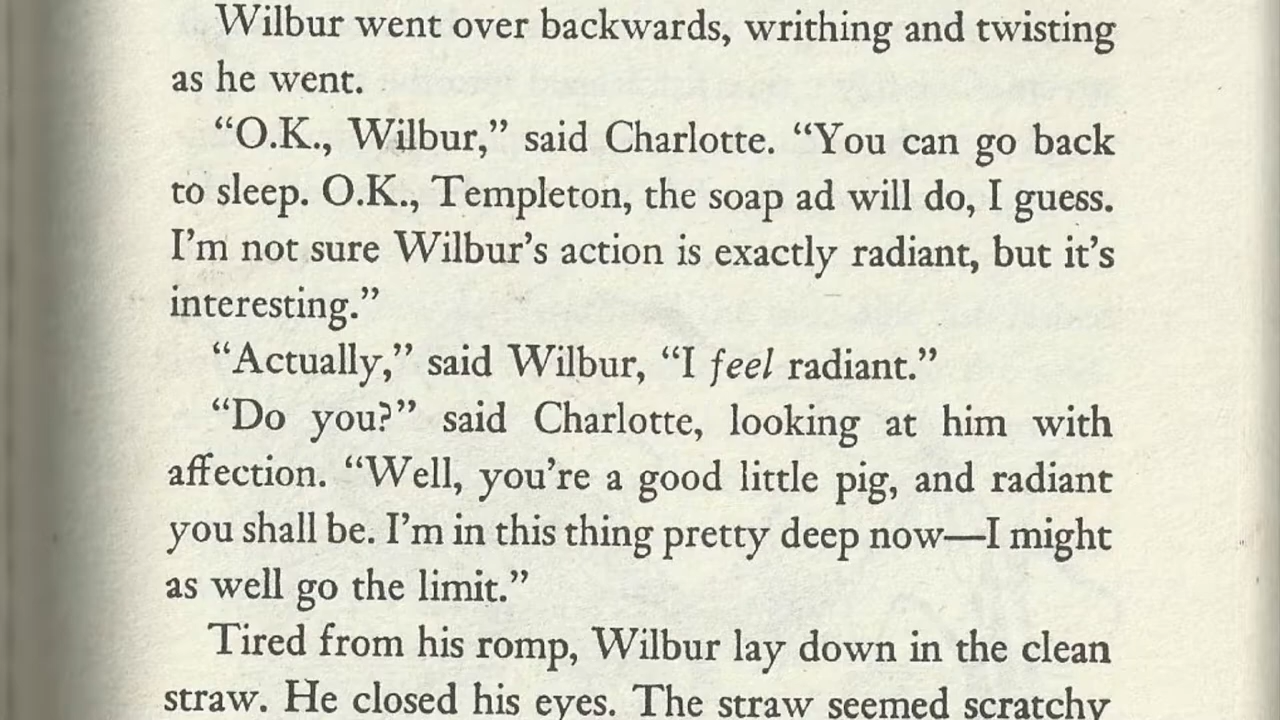 Wilbur went over backwards, writhing and twisting
as he went.
“O.K., Wilbur,” said Charlotte. “You can go back
to sleep. O.K., Templeton, the soap ad will do, I guess.
I’m not sure Wilbur’s action is exactly radiant, but it’s
interesting.”
“Actually,” said Wilbur, “I feel radiant.”
“Do you?” said Charlotte, looking at him with
affection. “Well, you’re a good little pig, and radiant
you shall be. I’m in this thing pretty deep now—I might
as well go the limit.”
Tired from his romp, Wilbur lay down in the clean
straw. He closed his eyes. The straw seemed scratchy